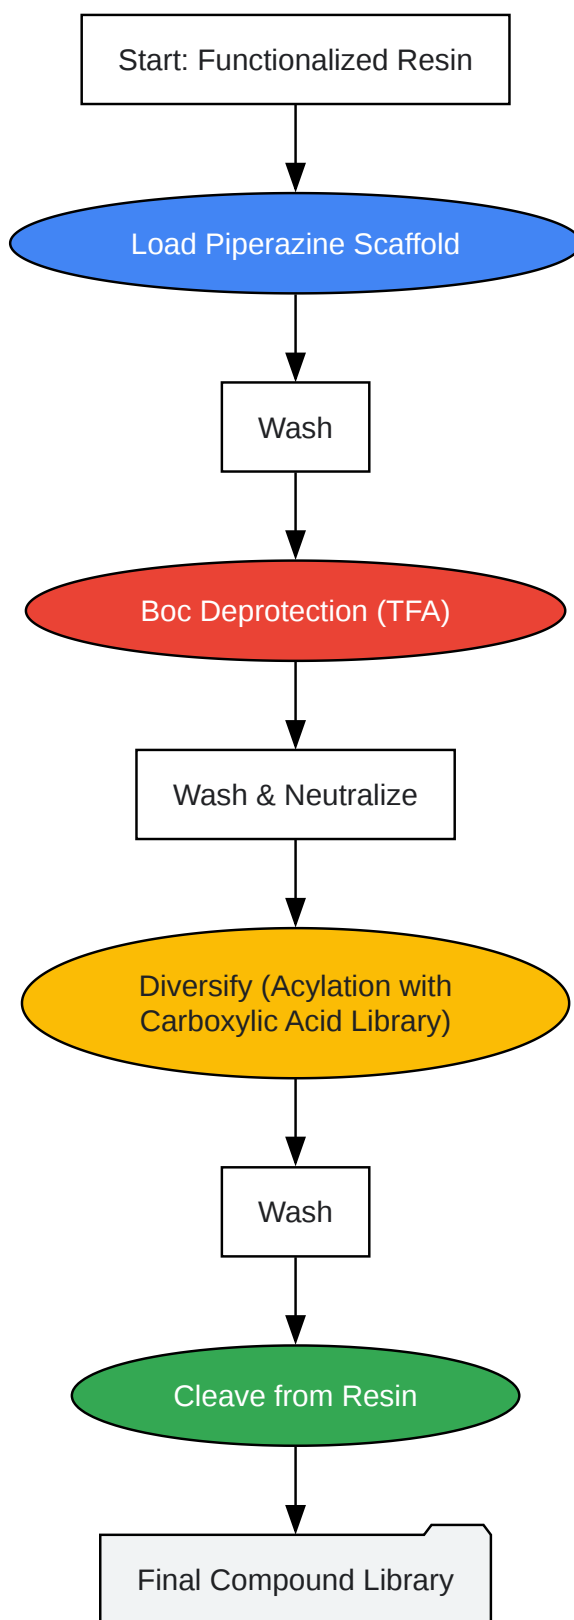 Start: Functionalized Resin
Load Piperazine Scaffold
Wash
Boc Deprotection (TFA)
Wash & Neutralize
Diversify (Acylation with
Carboxylic Acid Library)
Wash
Cleave from Resin
Final Compound Library